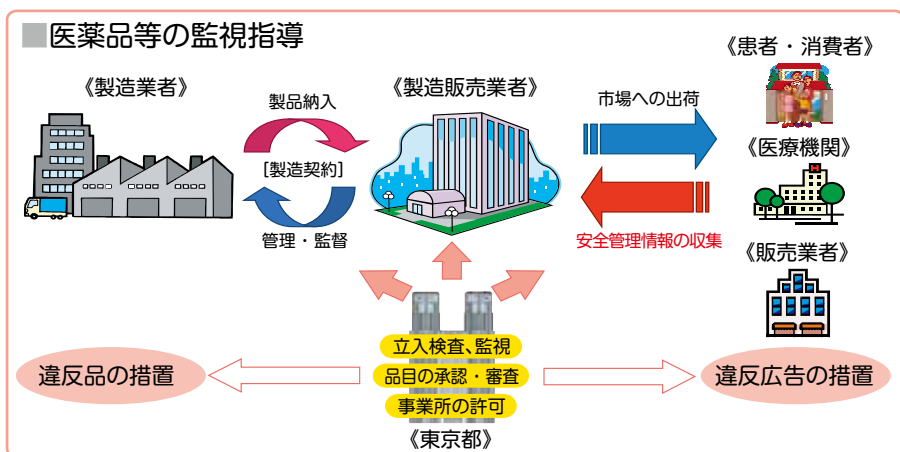 ■医薬品等の監視指導
《患者・消費者》
《製造業者》
製品納入
《製造販売業者》
市場への出荷
[製造契約]
《医療機関》
管理・監督
安全管理情報の収集
《販売業者》
立入検査、監視
違反品の措置
品目の承認・審査
違反広告の措置
事業所の許可
《東京都》